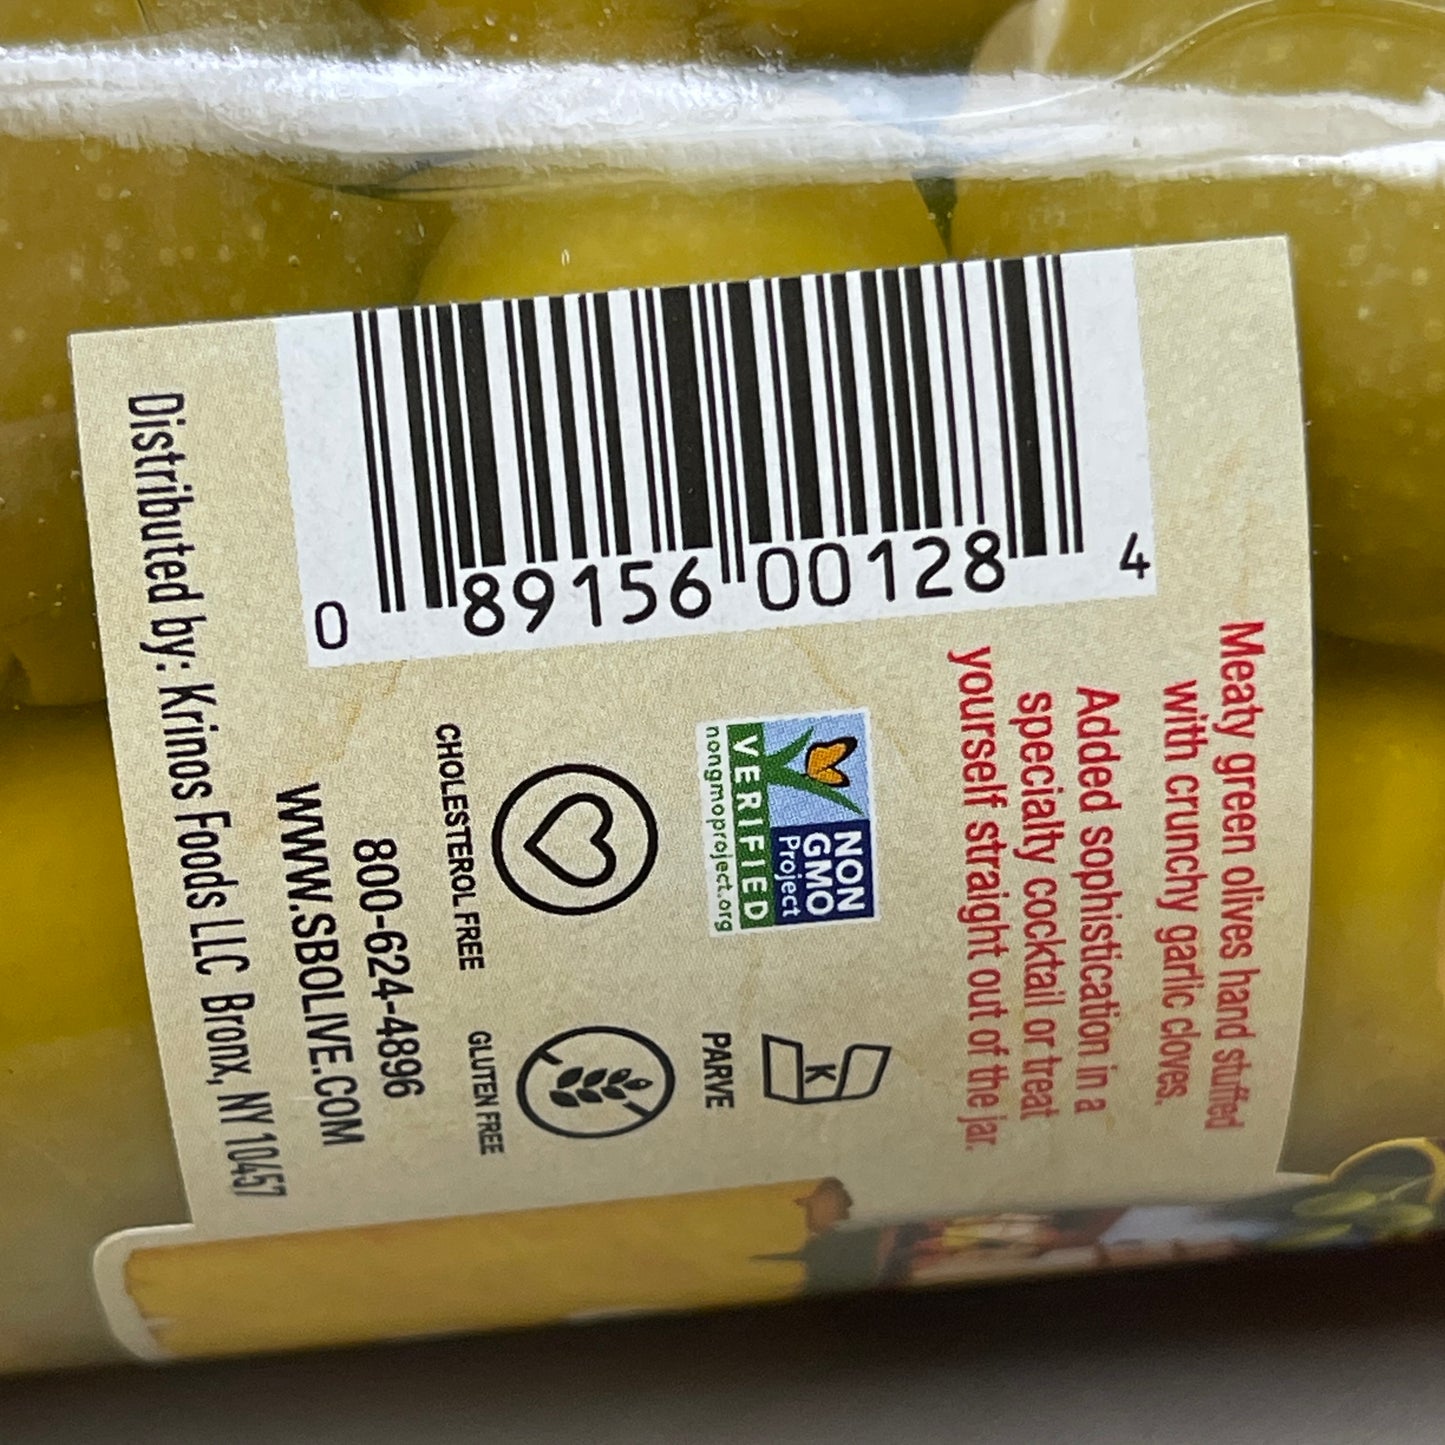 Meaty green olives hand stuffed
with crunchy garlic cloves.
Added sophistication in a
specialty cocktail or treat
yourself straight out of the jar.
NON
GMO
Project
VERIFIED
nongmoproject.org
K
PARVE
CHOLESTEROL FREE
GLUTEN FREE
800-624-4896
WWW.SBOLIVE.COM
Distributed by: Krinos Foods LLC Bronx, NY 10457
0 89156 00128 4